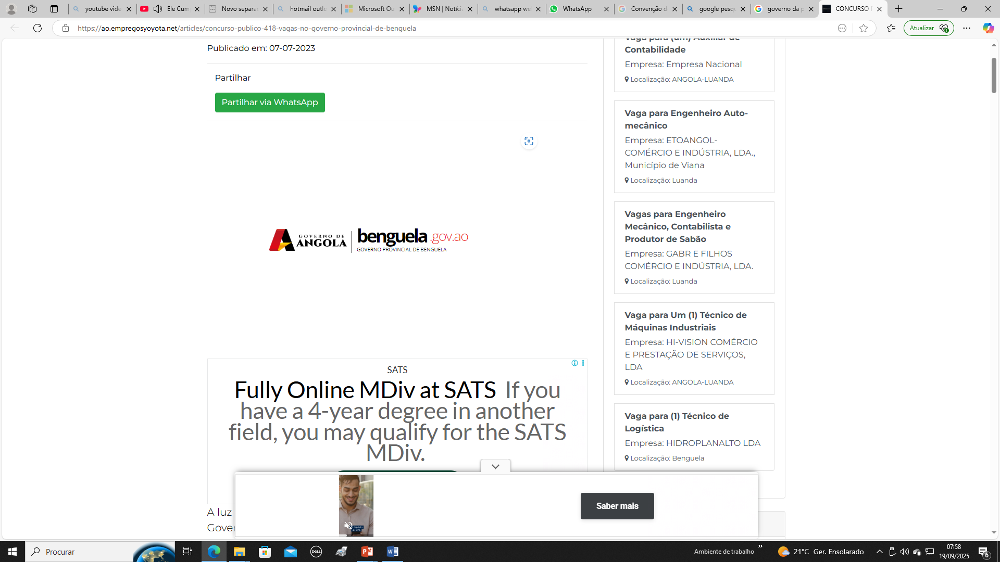 youtube vide
Ele Cum
Novo separac
hotmail outlo
Microsoft Ou
MSN | Notícia
whatsapp we
WhatsApp
Convenção d
google pesqu
governo da p
CONCURSO P
https://ao.empregosyoyota.net/articles/concurso-publico-418-vagas-no-governo-provincial-de-benguela
Atualizar
Publicado em: 07-07-2023
Partilhar
Partilhar via WhatsApp
GOVERNO DE
ANGOLA
benguela.gov.ao
GOVERNO PROVINCIAL DE BENGUELA
SATS
Fully Online MDiv at SATS If you
have a 4-year degree in another
field, you may qualify for the SATS
MDiv.
A luz
Gover
Saber mais
Vaga para (um) Auxiliar de
Contabilidade
Empresa: Empresa Nacional
Localização: ANGOLA-LUANDA
Vaga para Engenheiro Auto-
mecânico
Empresa: ETOANGOL-
COMÉRCIO E INDÚSTRIA, LDA.,
Município de Viana
Localização: Luanda
Vagas para Engenheiro
Mecânico, Contabilista e
Produtor de Sabão
Empresa: GABR E FILHOS
COMÉRCIO E INDÚSTRIA, LDA.
Localização: Luanda
Vaga para Um (1) Técnico de
Máquinas Industriais
Empresa: HI-VISION COMÉRCIO
E PRESTAÇÃO DE SERVIÇOS,
LDA
Localização: ANGOLA-LUANDA
Vaga para (1) Técnico de
Logística
Empresa: HIDROPLANALTO LDA
Localização: Benguela
Procurar
DELL
Ambiente de trabalho
21°C Ger. Ensolarado
07:58
19/09/2025
6